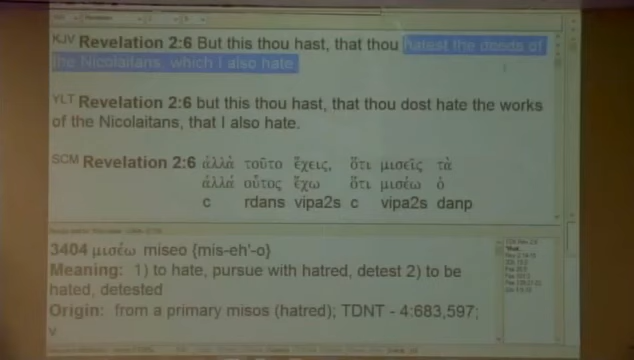 KJV Revelation 2:6 But this thou hast, that thou hatest the deeds of
the Nicolaitans, which I also hate
YLT Revelation 2:6 but this thou hast, that thou dost hate the works
of the Nicolaitans, that I also hate.
SCM Revelation 2:6 ἀλλὰ τοῦτο ἔχεις, ὅτι μισεῖς τὰ
ἀλλά οὗτος ἔχω ὅτι μισέω ὁ
c rdans vipa2s c vipa2s danp
3404 μισέω miseo {mis-eh'-o}
Meaning: 1) to hate, pursue with hatred, detest 2) to be
hated, detested
Origin: from a primary misos (hatred); TDNT - 4:683,597;
v